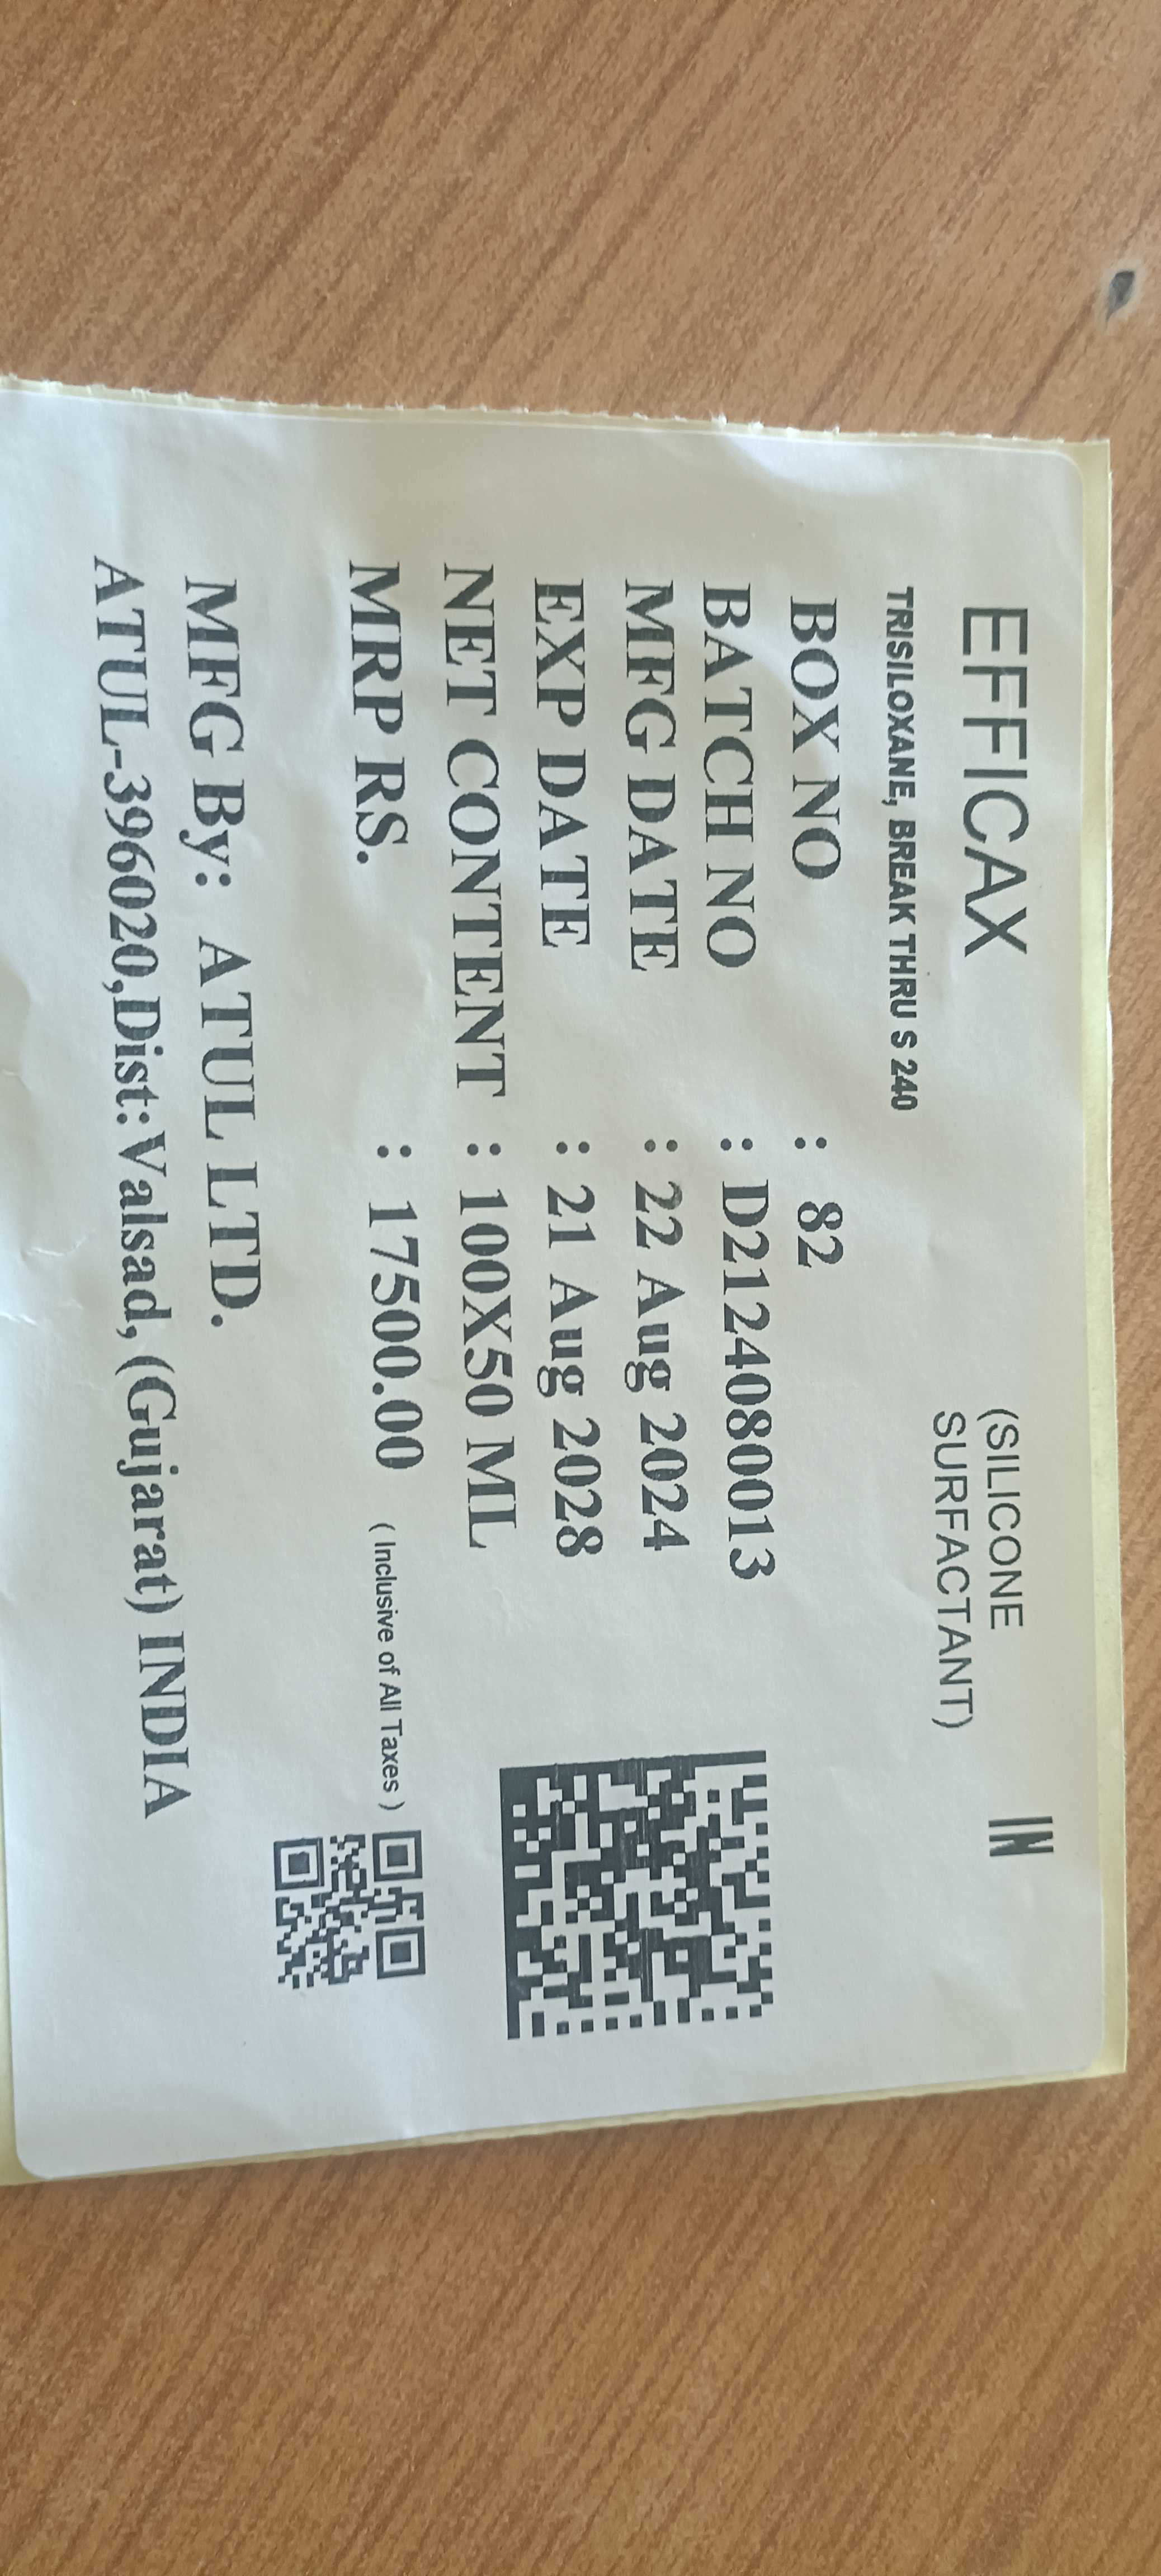 EFFICAX (SILICONE SURFACTANT) IN
TRISILOXANE, BREAK THRU S 240
BOX NO : 82
BATCH NO : D2124080013
MFG DATE : 22 Aug 2024
EXP DATE : 21 Aug 2028
NET CONTENT : 100X50 ML
MRP RS. : 17500.00 ( Inclusive of All Taxes )
MFG By: ATUL LTD.
ATUL-396020,Dist:Valsad, (Gujarat) INDIA